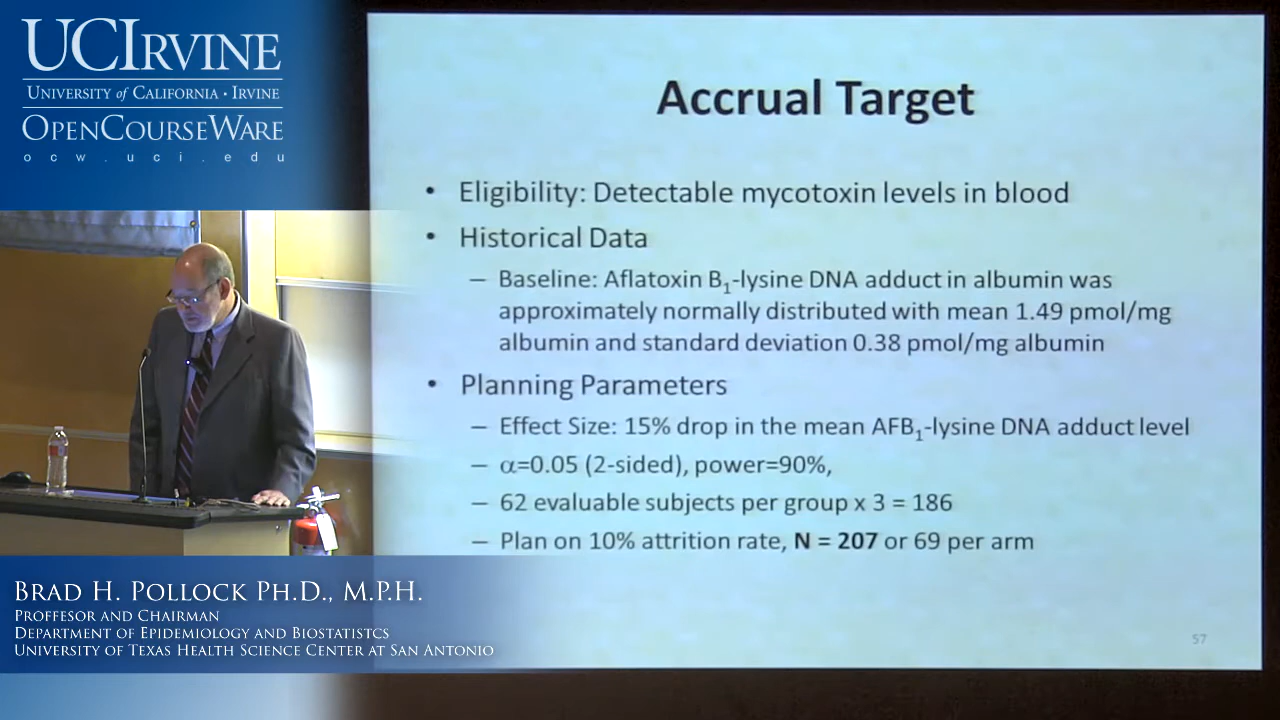 UCIRVINE
UNIVERSITY of CALIFORNIA • IRVINE
OPENCOURSEWARE
ocw.uci.edu
Accrual Target
• Eligibility: Detectable mycotoxin levels in blood
• Historical Data
– Baseline: Aflatoxin B1-lysine DNA adduct in albumin was
approximately normally distributed with mean 1.49 pmol/mg
albumin and standard deviation 0.38 pmol/mg albumin
• Planning Parameters
– Effect Size: 15% drop in the mean AFB1-lysine DNA adduct level
– α=0.05 (2-sided), power=90%,
– 62 evaluable subjects per group x 3 = 186
– Plan on 10% attrition rate, N = 207 or 69 per arm
57
BRAD H. POLLOCK PH.D., M.P.H.
PROFFESOR AND CHAIRMAN
DEPARTMENT OF EPIDEMIOLOGY AND BIOSTATISTCS
UNIVERSITY OF TEXAS HEALTH SCIENCE CENTER AT SAN ANTONIO